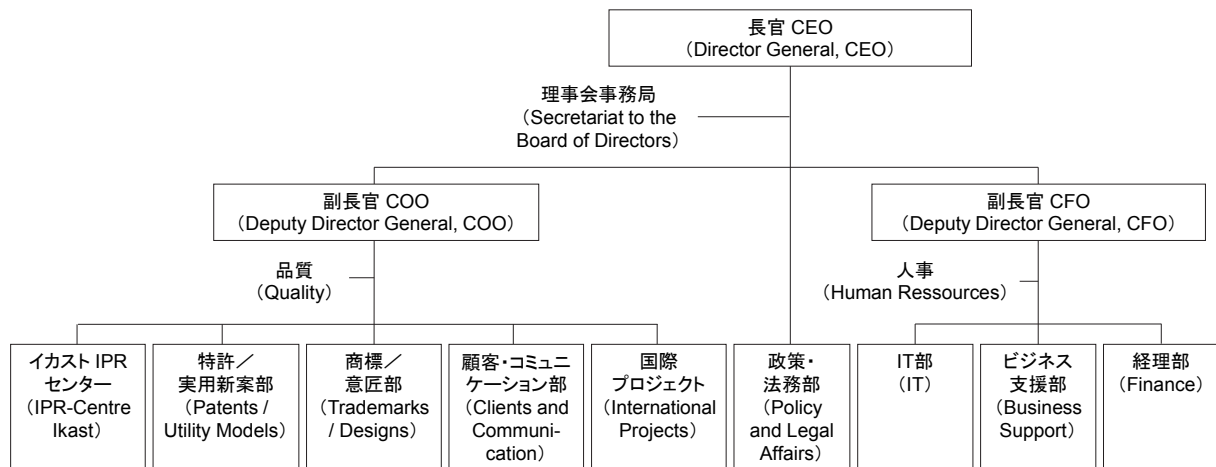 長官 CEO
（Director General, CEO）
理事会事務局
（Secretariat to the
Board of Directors）
副長官 COO
（Deputy Director General, COO）
副長官 CFO
（Deputy Director General, CFO）
品質
（Quality）
人事
（Human Ressources）
イカスト IPR
センター
（IPR-Centre
Ikast）
特許／
実用新案部
（Patents /
Utility Models）
商標／
意匠部
（Trademarks
/ Designs）
顧客・コミュニ
ケーション部
（Clients and
Communi-
cation）
国際
プロジェクト
（International
Projects）
政策・
法務部
（Policy
and Legal
Affairs）
IT部
（IT）
ビジネス
支援部
（Business
Support）
経理部
（Finance）